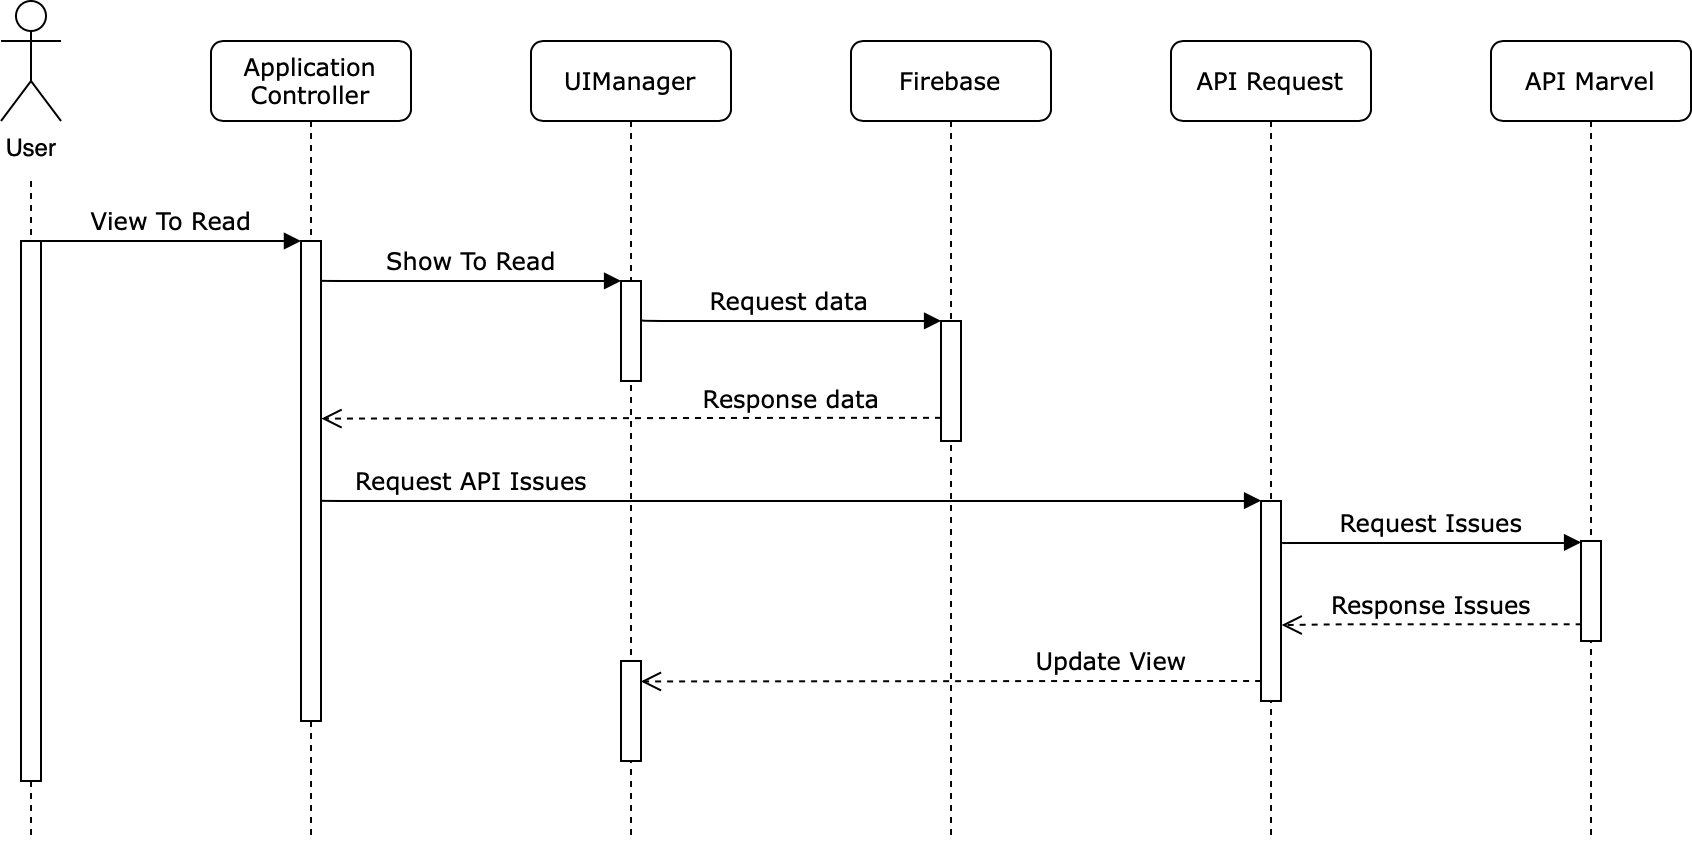 User
Application
Controller
UIManager
Firebase
API Request
API Marvel
View To Read
Show To Read
Request data
Response data
Request API Issues
Request Issues
Response Issues
Update View